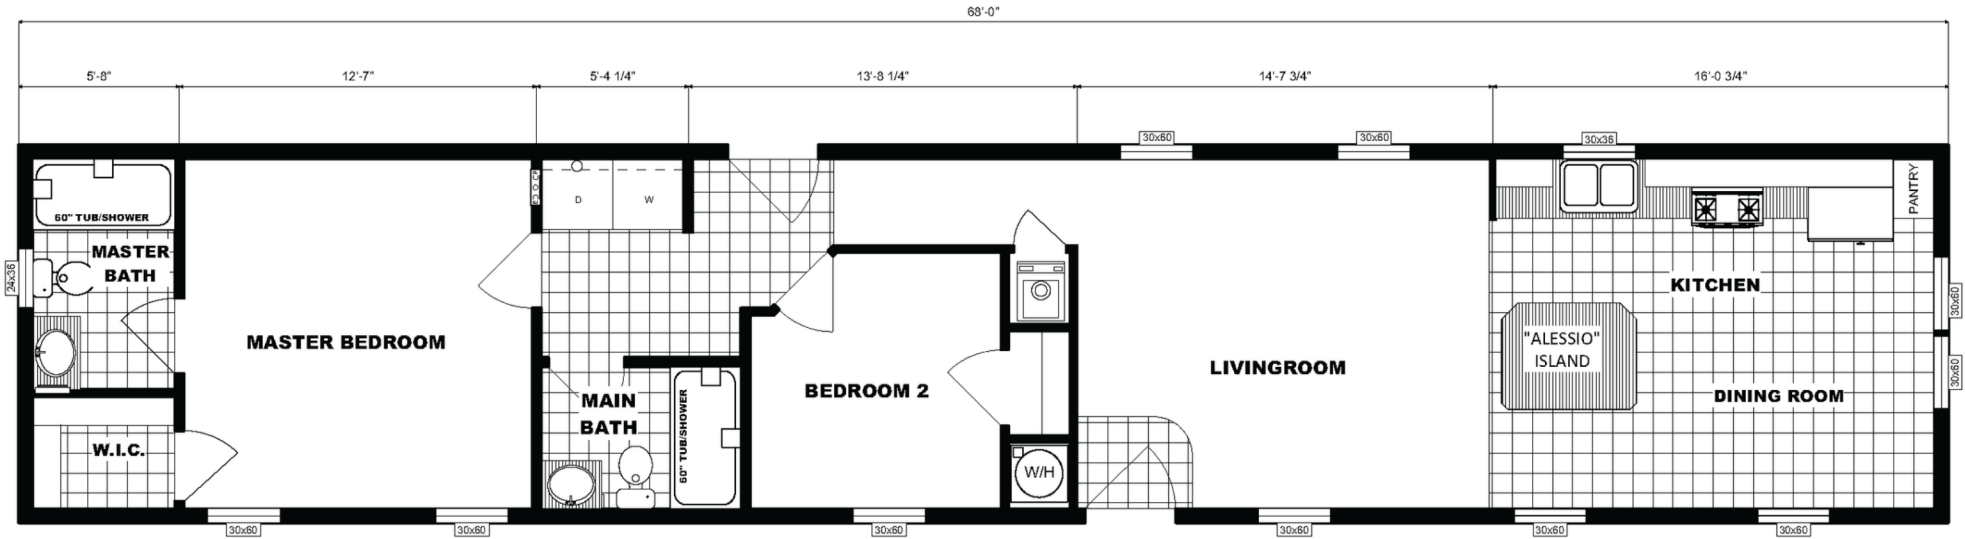 68'-0"
5'-8"
12'-7"
5'-4 1/4"
13'-8 1/4"
14'-7 3/4"
16'-0 3/4"
30x60
30x60
30x36
60" TUB/SHOWER
MASTER
BATH
24x36
W.I.C.
MASTER BEDROOM
D
W
MAIN
BATH
60" TUB/SHOWER
BEDROOM 2
W/H
LIVINGROOM
PANTRY
KITCHEN
"ALESSIO"
ISLAND
DINING ROOM
30x60
30x60
30x60
30x60
30x60
30x60
30x60
30x60